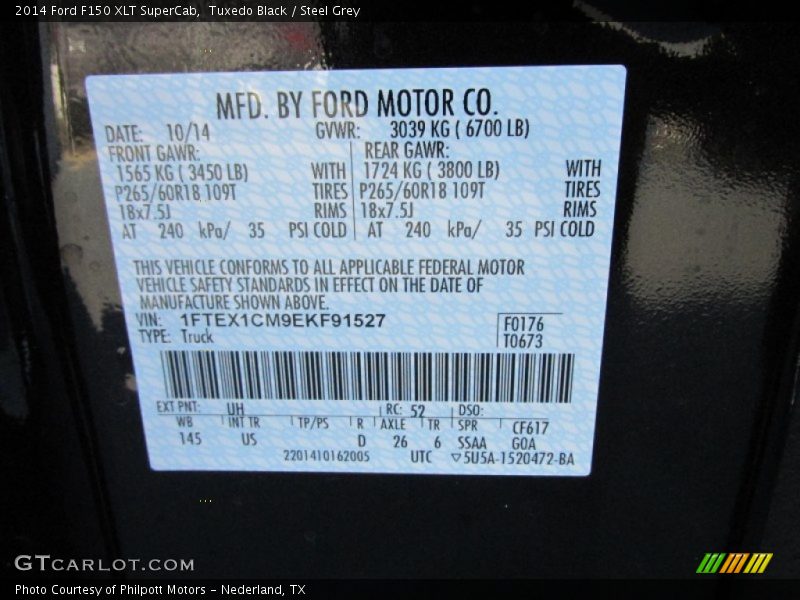 2014 Ford F150 XLT SuperCab, Tuxedo Black / Steel Grey
MFD. BY FORD MOTOR CO.
DATE: 10/14 GVWR: 3039 KG ( 6700 LB)
FRONT GAWR: REAR GAWR:
1565 KG ( 3450 LB) WITH 1724 KG ( 3800 LB) WITH
P265/60R18 109T TIRES P265/60R18 109T TIRES
18x7.5J RIMS 18x7.5J RIMS
AT 240 kPa/ 35 PSI COLD AT 240 kPa/ 35 PSI COLD
THIS VEHICLE CONFORMS TO ALL APPLICABLE FEDERAL MOTOR
VEHICLE SAFETY STANDARDS IN EFFECT ON THE DATE OF
MANUFACTURE SHOWN ABOVE.
VIN: 1FTEX1CM9EKF91527 F0176
TYPE: Truck T0673
EXT PNT: UH RC: 52 DSO:
WB INT TR TP/PS R AXLE TR SPR CF617
145 US D 26 6 SSAA GOA
2201410162005 UTC ▽5U5A-1520472-BA
GTCARLOT.COM
Photo Courtesy of Philpott Motors - Nederland, TX